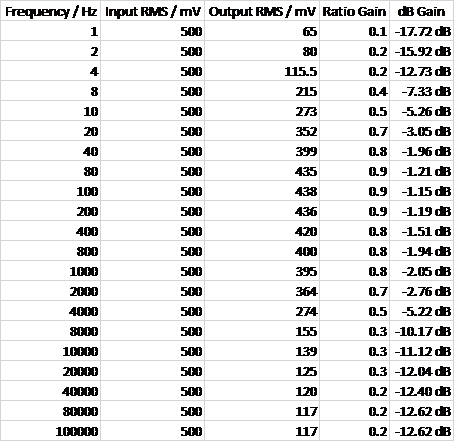 Frequency / Hz Input RMS / mV Output RMS / mV Ratio Gain dB Gain
1 500 65 0.1 -17.72 dB
2 500 80 0.2 -15.92 dB
4 500 115.5 0.2 -12.73 dB
8 500 215 0.4 -7.33 dB
10 500 273 0.5 -5.26 dB
20 500 352 0.7 -3.05 dB
40 500 399 0.8 -1.96 dB
80 500 435 0.9 -1.21 dB
100 500 438 0.9 -1.15 dB
200 500 436 0.9 -1.19 dB
400 500 420 0.8 -1.51 dB
800 500 400 0.8 -1.94 dB
1000 500 395 0.8 -2.05 dB
2000 500 364 0.7 -2.76 dB
4000 500 274 0.5 -5.22 dB
8000 500 155 0.3 -10.17 dB
10000 500 139 0.3 -11.12 dB
20000 500 125 0.3 -12.04 dB
40000 500 120 0.2 -12.40 dB
80000 500 117 0.2 -12.62 dB
100000 500 117 0.2 -12.62 dB